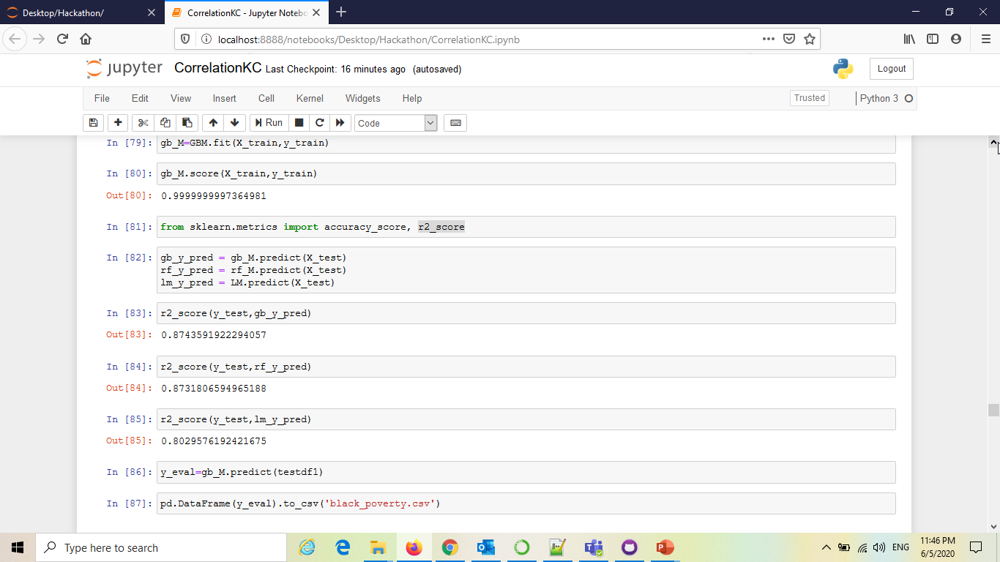 Desktop/Hackathon/
CorrelationKC - Jupyter Notebo
localhost:8888/notebooks/Desktop/Hackathon/CorrelationKC.ipynb
jupyter CorrelationKC Last Checkpoint: 16 minutes ago (autosaved)
Logout
File Edit View Insert Cell Kernel Widgets Help
Trusted
Python 3
Run
Code
In [79]: gb_M=GBM.fit(X_train,y_train)
In [80]: gb_M.score(X_train,y_train)
Out[80]: 0.9999999997364981
In [81]: from sklearn.metrics import accuracy_score, r2_score
In [82]: gb_y_pred = gb_M.predict(X_test)
rf_y_pred = rf_M.predict(X_test)
lm_y_pred = LM.predict(X_test)
In [83]: r2_score(y_test,gb_y_pred)
Out[83]: 0.8743591922294057
In [84]: r2_score(y_test,rf_y_pred)
Out[84]: 0.8731806594965188
In [85]: r2_score(y_test,lm_y_pred)
Out[85]: 0.8029576192421675
In [86]: y_eval=gb_M.predict(testdf1)
In [87]: pd.DataFrame(y_eval).to_csv('black_poverty.csv')
Type here to search
ENG
11:46 PM
6/5/2020